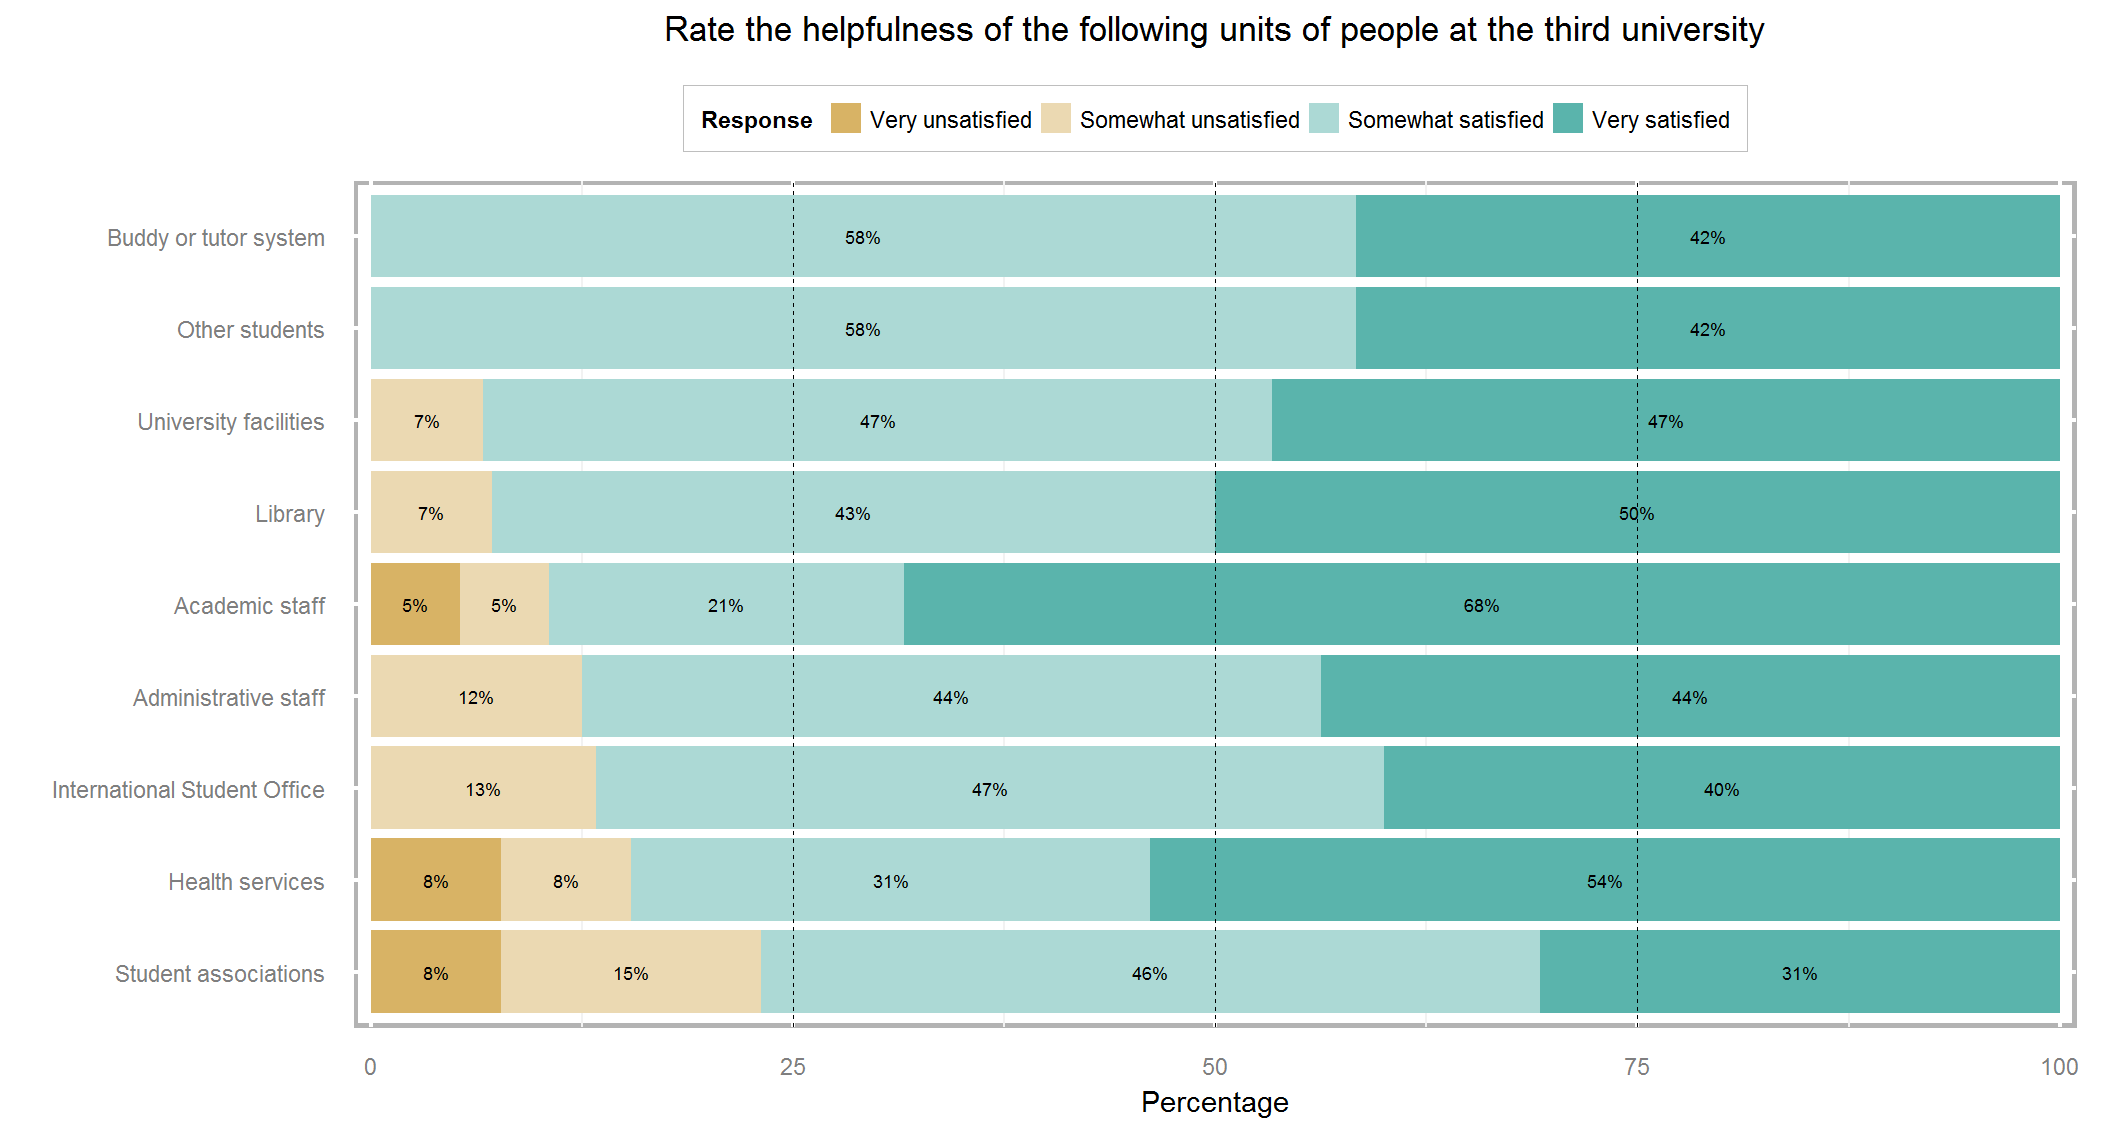 Rate the helpfulness of the following units of people at the third university
Response Very unsatisfied Somewhat unsatisfied Somewhat satisfied Very satisfied
Buddy or tutor system 58% 42%
Other students 58% 42%
University facilities 7% 47% 47%
Library 7% 43% 50%
Academic staff 5% 5% 21% 68%
Administrative staff 12% 44% 44%
International Student Office 13% 47% 40%
Health services 8% 8% 31% 54%
Student associations 8% 15% 46% 31%
0 25 50 75 100
Percentage